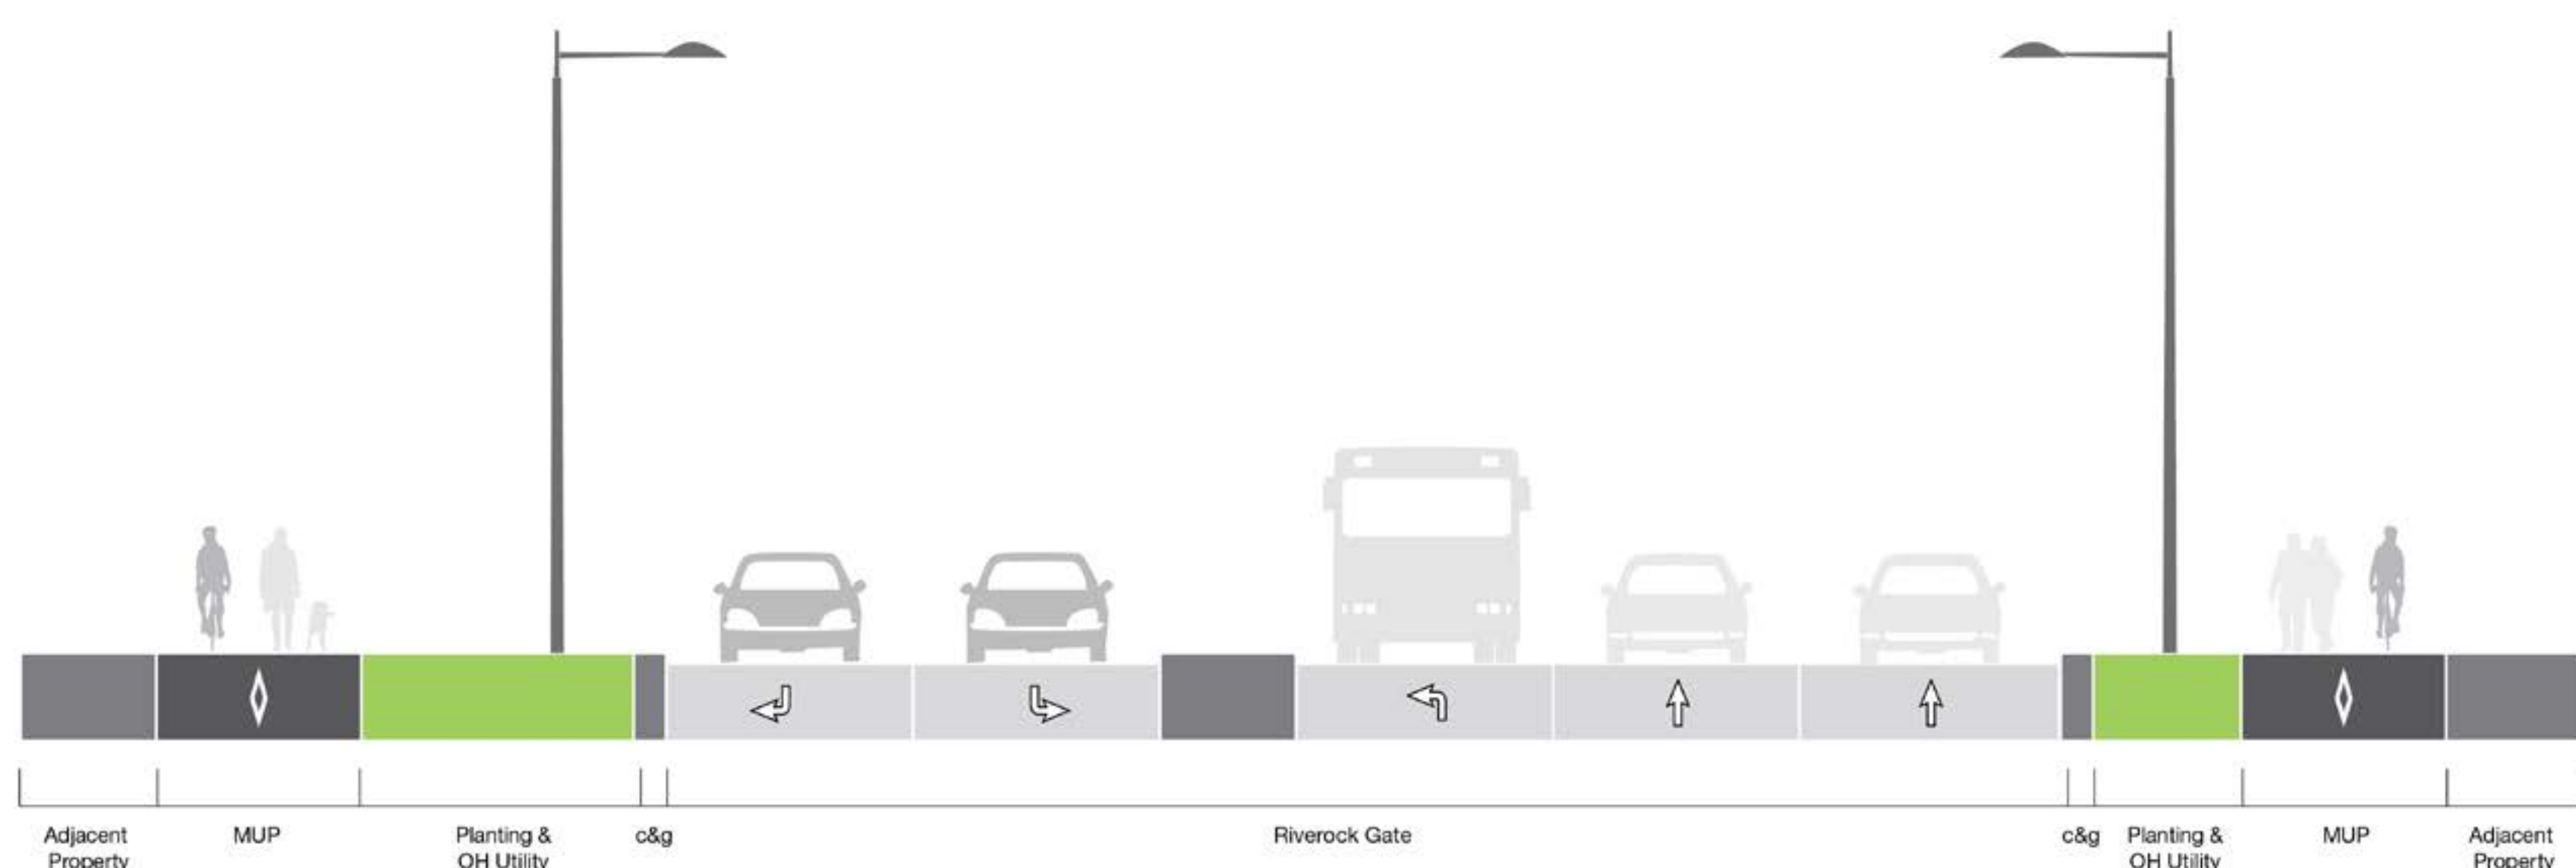 Adjacent
Property
MUP
Planting &
OH Utility
c&g
Riverock Gate
c&g
Planting &
OH Utility
MUP
Adjacent
Property